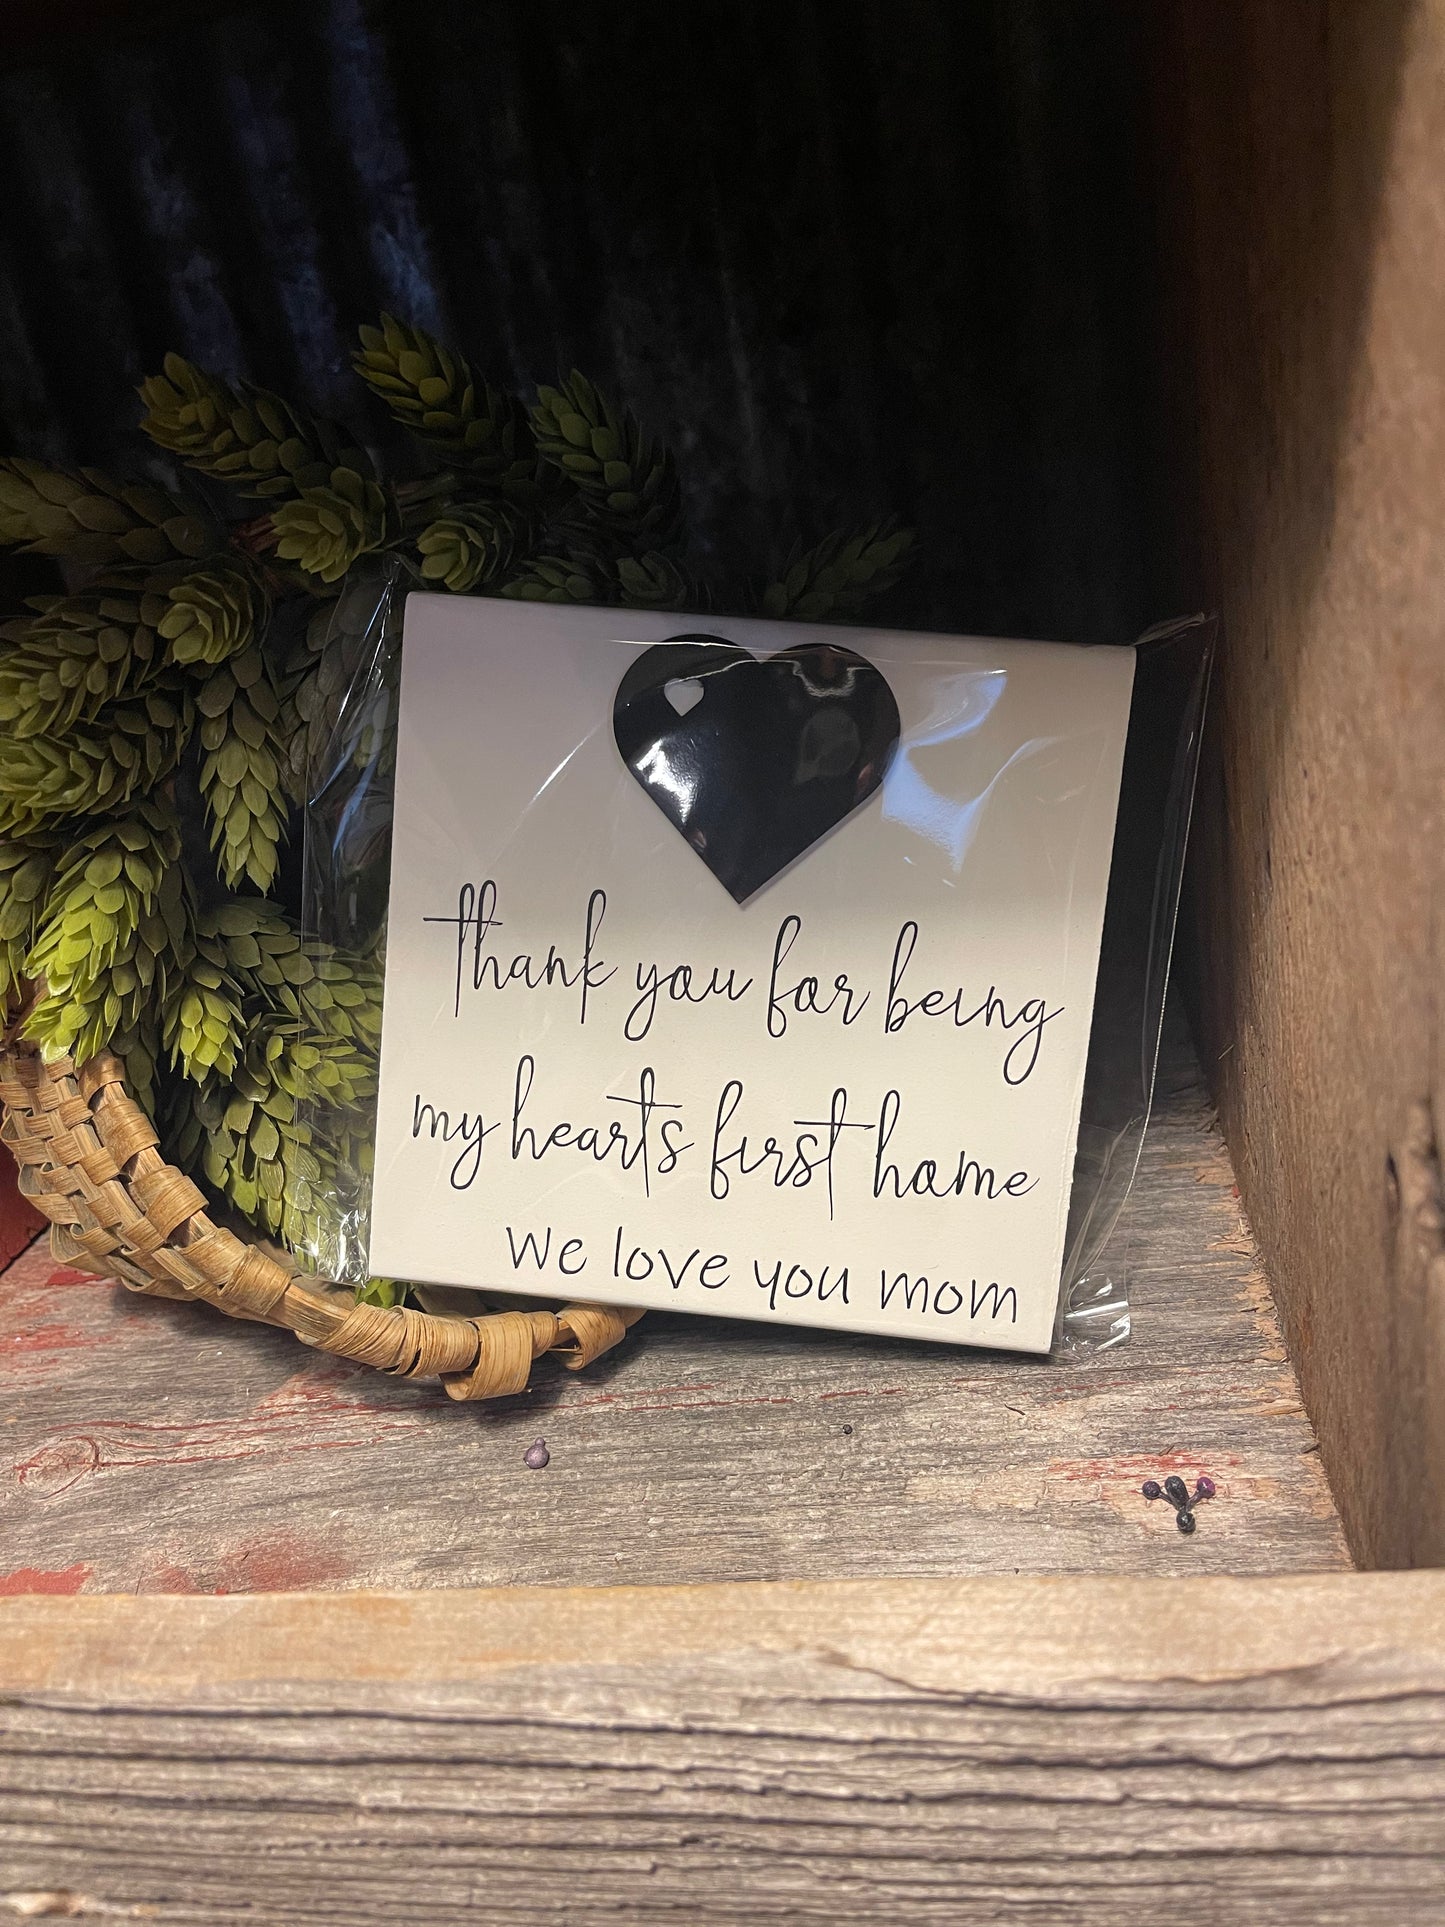 thank you for being
my hearts first home
we love you mom